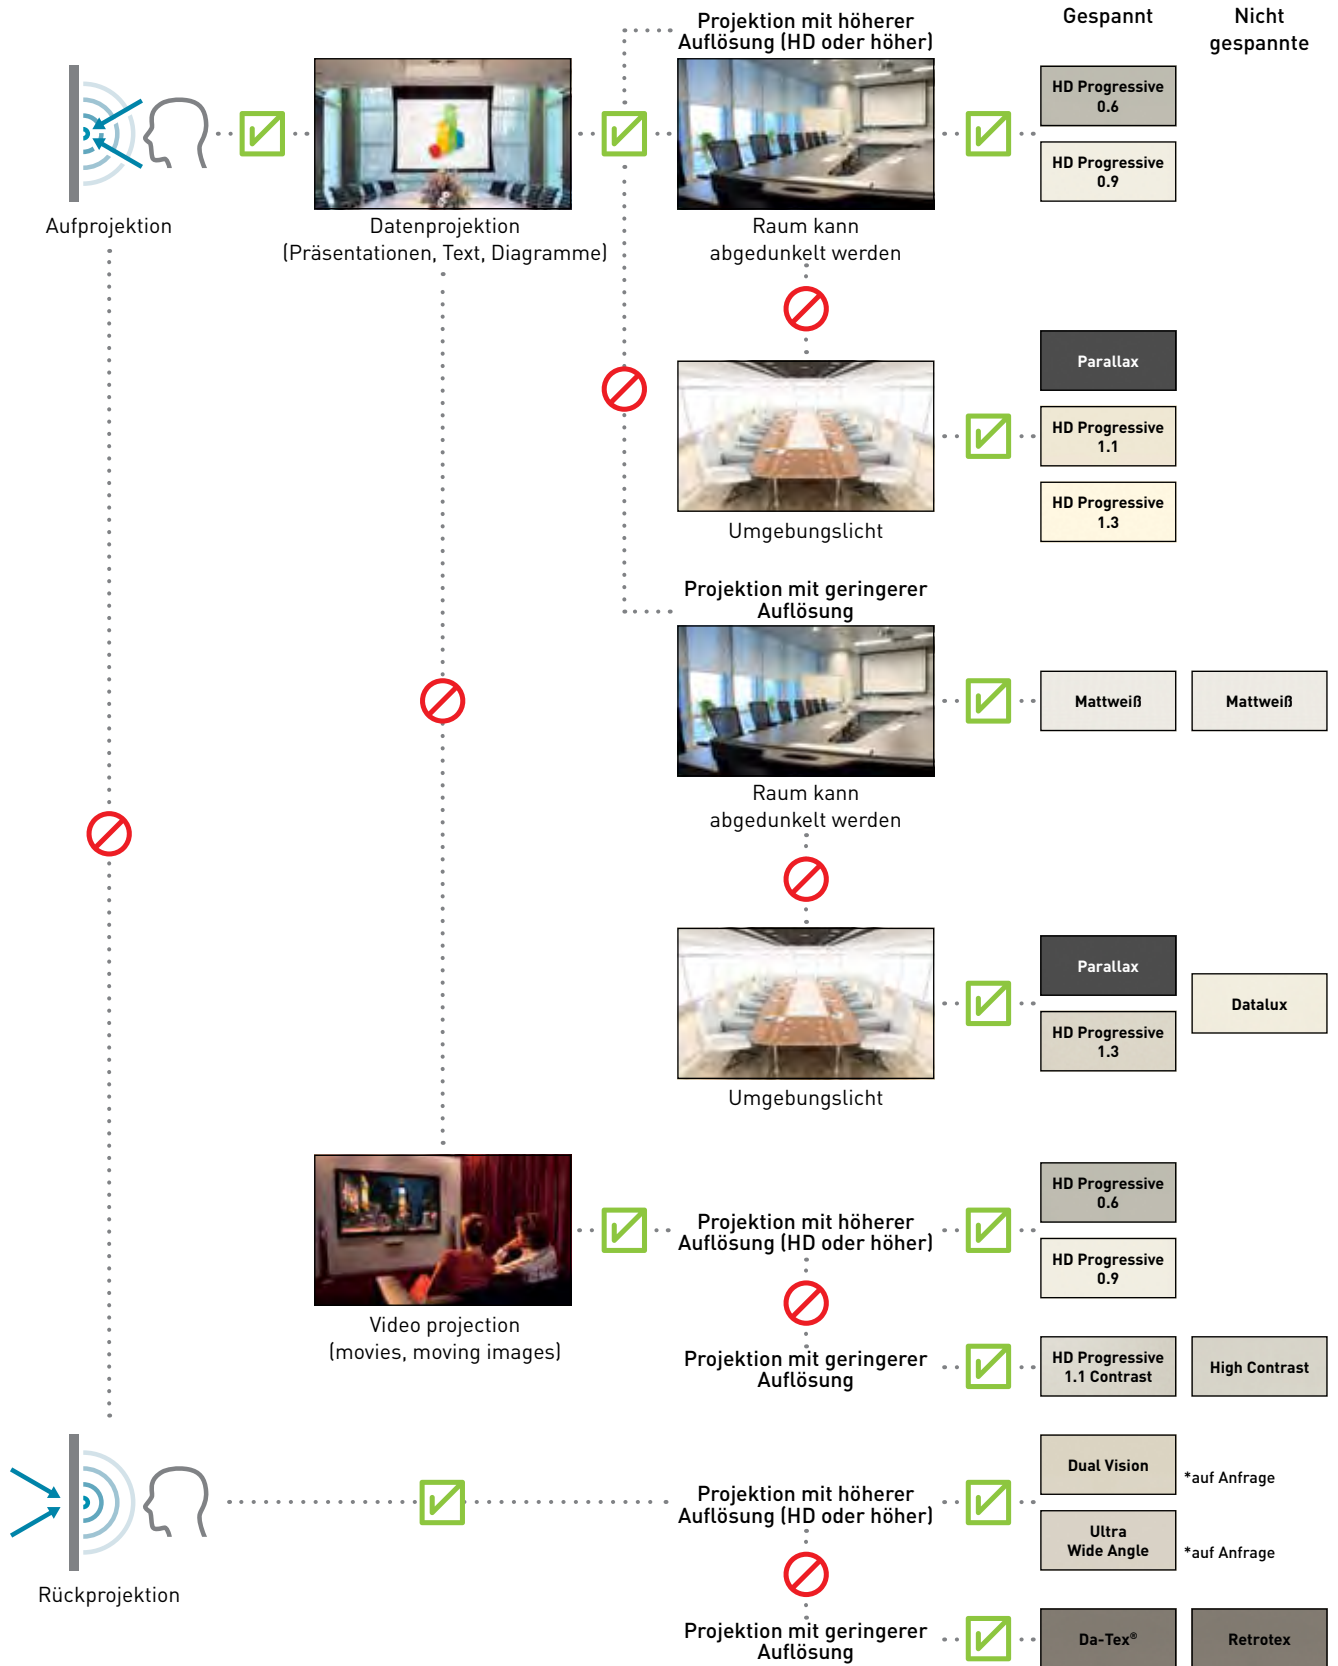 Gespannt
Nicht
gespannte
Projektion mit höherer
Auflösung (HD oder höher)
HD Progressive
0.6
HD Progressive
0.9
Aufprojektion
Datenprojektion
(Präsentationen, Text, Diagramme)
Raum kann
abgedunkelt werden
Parallax
HD Progressive
1.1
HD Progressive
1.3
Umgebungslicht
Projektion mit geringerer
Auflösung
Mattweiß
Mattweiß
Raum kann
abgedunkelt werden
Parallax
HD Progressive
1.3
Datalux
Umgebungslicht
Video projection
(movies, moving images)
Projektion mit höherer
Auflösung (HD oder höher)
HD Progressive
0.6
HD Progressive
0.9
Projektion mit geringerer
Auflösung
HD Progressive
1.1 Contrast
High Contrast
Rückprojektion
Projektion mit höherer
Auflösung (HD oder höher)
Dual Vision
*auf Anfrage
Ultra
Wide Angle
*auf Anfrage
Projektion mit geringerer
Auflösung
Da-Tex®
Retrotex